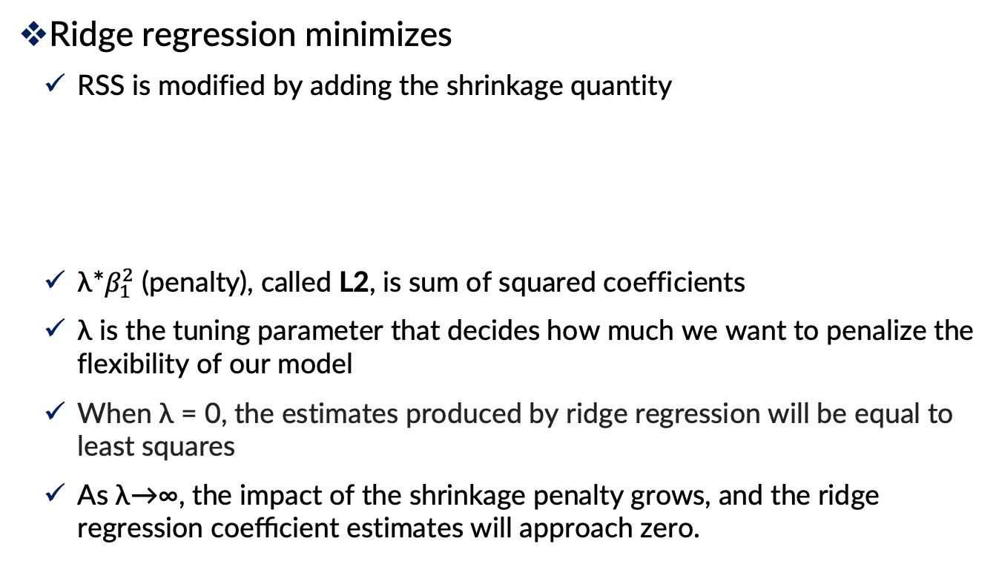 ❖Ridge regression minimizes
✓ RSS is modified by adding the shrinkage quantity
✓ λ*β₁² (penalty), called L2, is sum of squared coefficients
✓ λ is the tuning parameter that decides how much we want to penalize the
flexibility of our model
✓ When λ = 0, the estimates produced by ridge regression will be equal to
least squares
✓ As λ→∞, the impact of the shrinkage penalty grows, and the ridge
regression coefficient estimates will approach zero.